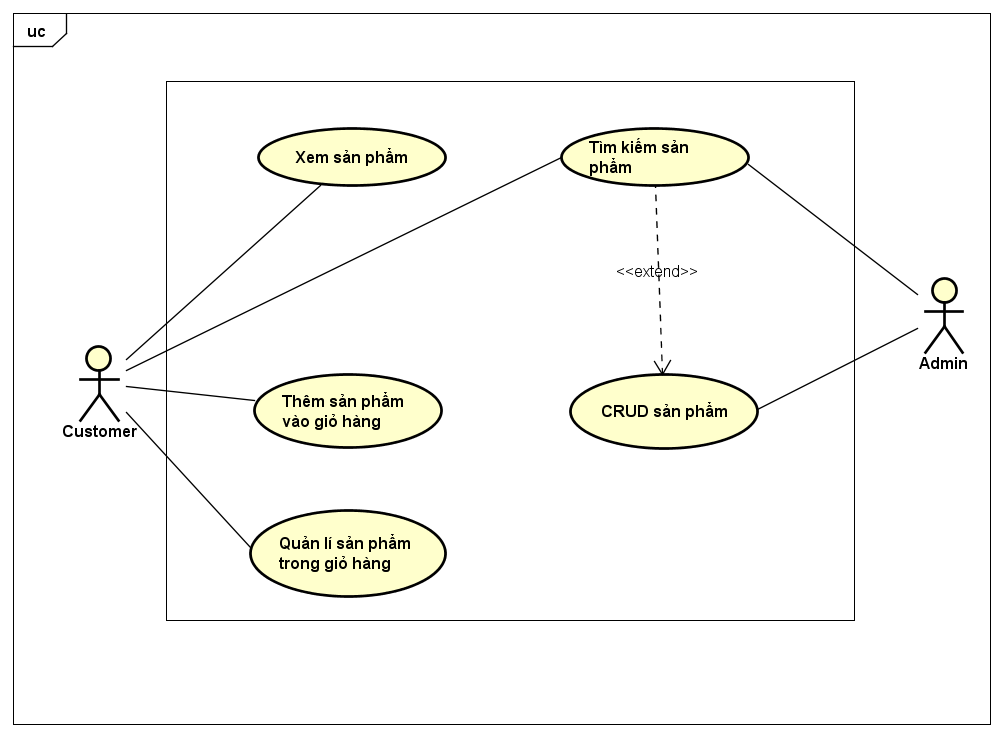 uc
Xem sản phẩm
Tìm kiếm sản
phẩm
<<extend>>
Admin
Customer
Thêm sản phẩm
vào giỏ hàng
CRUD sản phẩm
Quản lí sản phẩm
trong giỏ hàng